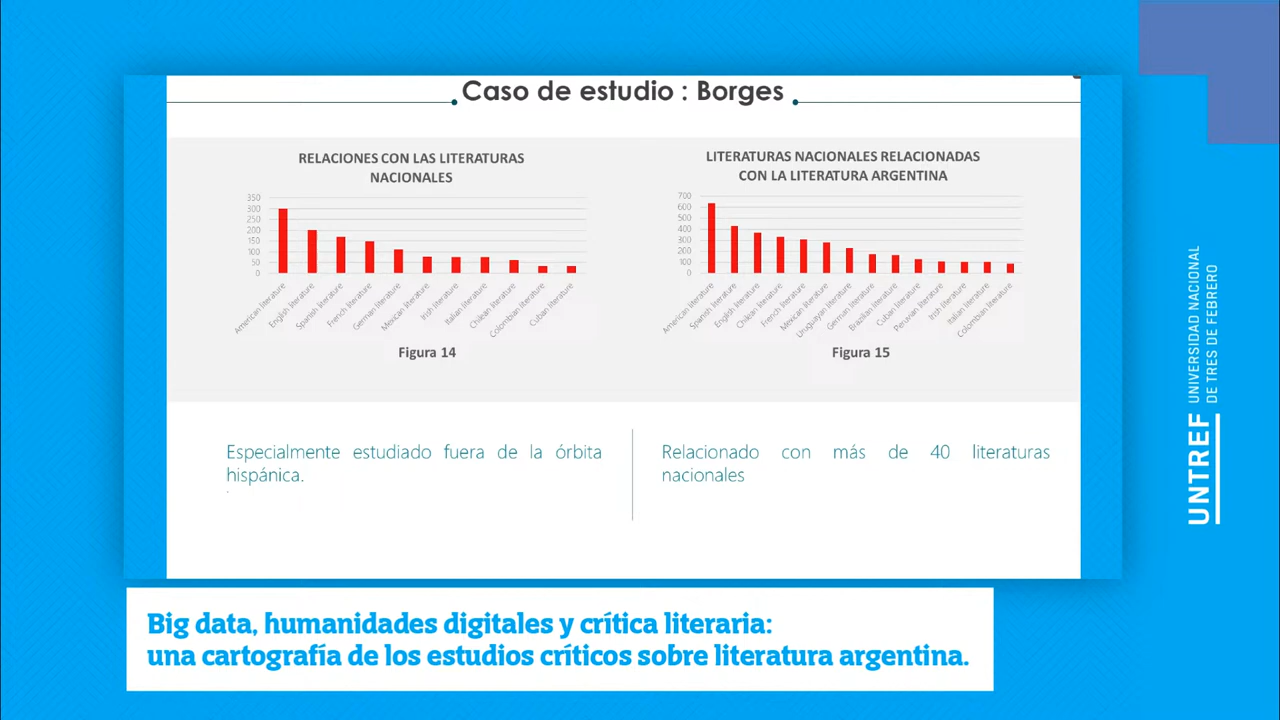 Caso de estudio : Borges
RELACIONES CON LAS LITERATURAS
NACIONALES
350
300
250
200
150
100
50
0
American literature
English literature
Spanish literature
French literature
German literature
Mexican literature
Irish literature
Italian literature
Chilean literature
Colombian literature
Cuban literature
Figura 14
LITERATURAS NACIONALES RELACIONADAS
CON LA LITERATURA ARGENTINA
700
600
500
400
300
200
100
0
American literature
Spanish literature
English literature
Chilean literature
French literature
Mexican literature
Uruguayan literature
German literature
Brazilian literature
Cuban literature
Peruvian literature
Irish literature
Italian literature
Colombian literature
Figura 15
Especialmente estudiado fuera de la órbita
hispánica.
Relacionado con más de 40 literaturas
nacionales
UNTREF
UNIVERSIDAD NACIONAL
DE TRES DE FEBRERO
Big data, humanidades digitales y crítica literaria:
una cartografía de los estudios críticos sobre literatura argentina.